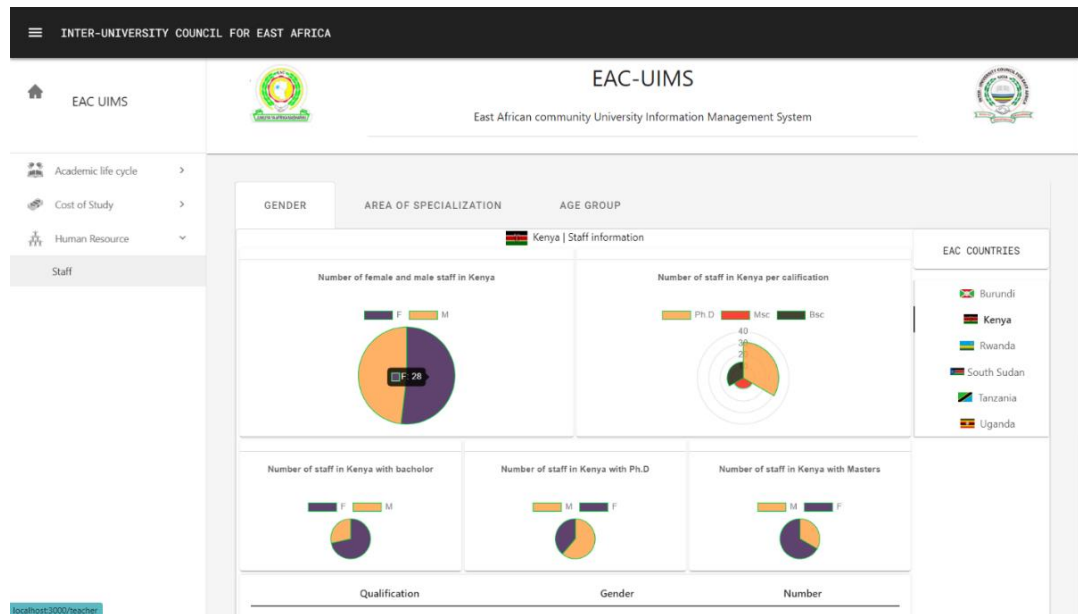 INTER-UNIVERSITY COUNCIL FOR EAST AFRICA
EAC UIMS
EAC-UIMS
East African community University Information Management System
Academic life cycle
Cost of Study
Human Resource
Staff
GENDER AREA OF SPECIALIZATION AGE GROUP
Kenya | Staff information
EAC COUNTRIES
Burundi
Kenya
Rwanda
South Sudan
Tanzania
Uganda
Number of female and male staff in Kenya
F M
F: 28
Number of staff in Kenya per calification
Ph.D Msc Bsc
40
Number of staff in Kenya with bacholor
F M
Number of staff in Kenya with Ph.D
M F
Number of staff in Kenya with Masters
M F
Qualification Gender Number
localhost:3000/teacher